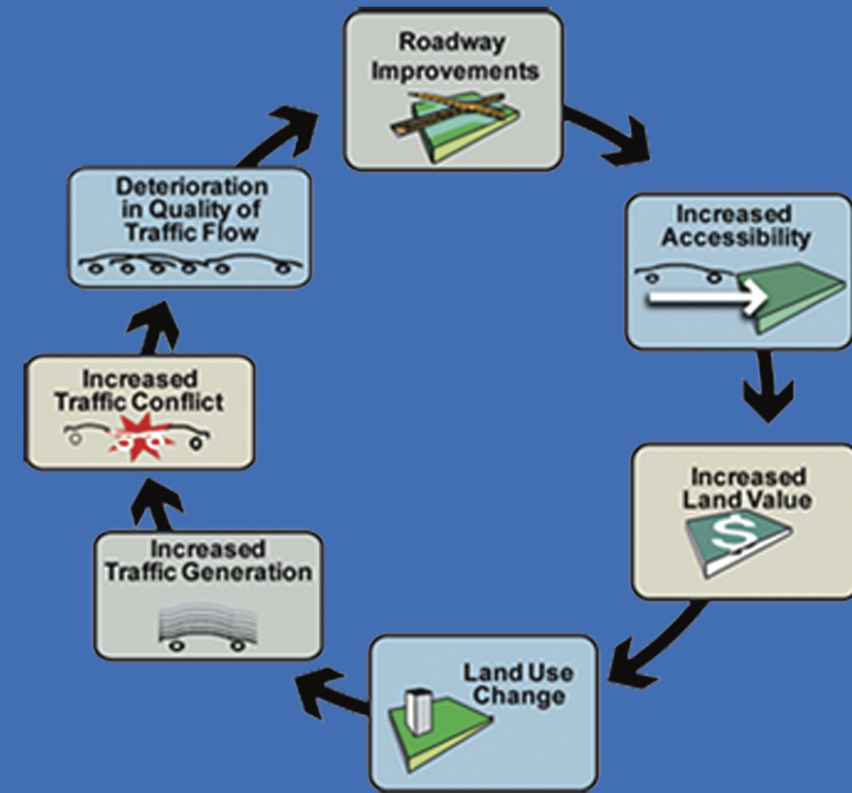 Roadway
Improvements
Increased
Accessibility
Increased
Land Value
$
Land Use
Change
Increased
Traffic Generation
Increased
Traffic Conflict
Deterioration
in Quality of
Traffic Flow